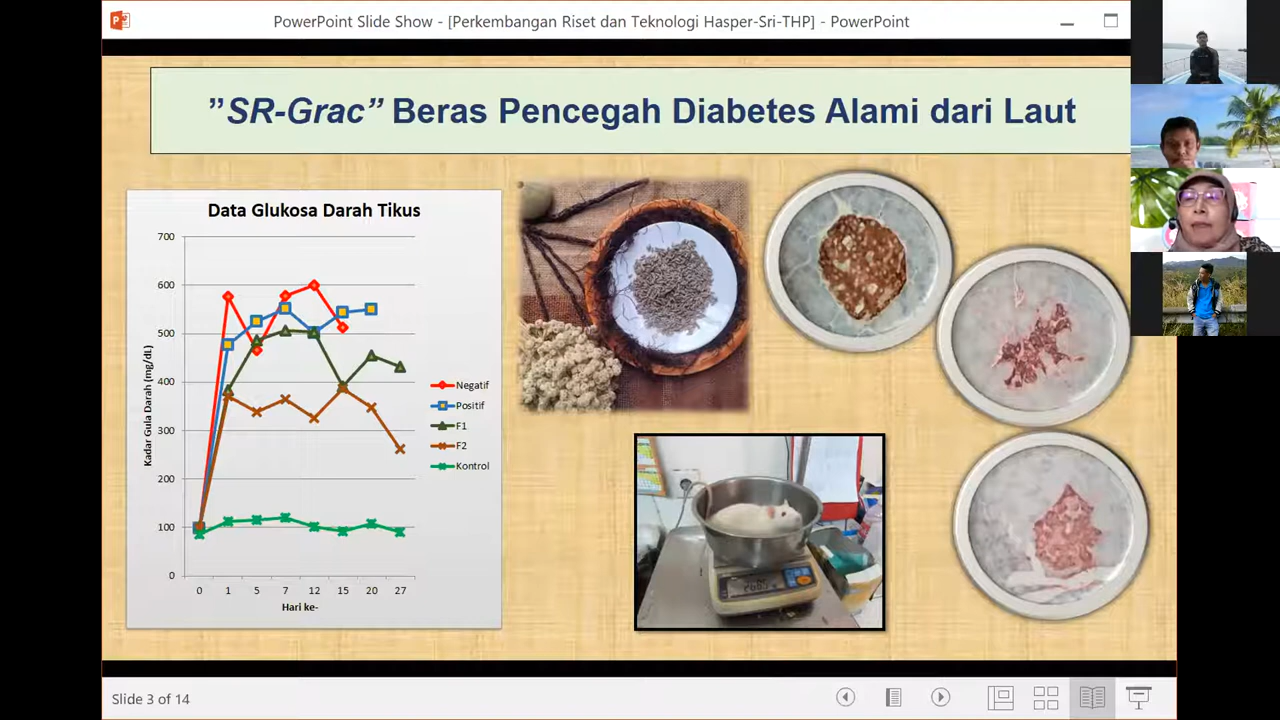 PowerPoint Slide Show - [Perkembangan Riset dan Teknologi Hasper-Sri-THP] - PowerPoint
”SR-Grac” Beras Pencegah Diabetes Alami dari Laut
Data Glukosa Darah Tikus
Kadar Gula Darah (mg/dL)
700
600
500
400
300
200
100
0
0 1 5 7 12 15 20 27
Hari ke-
Negatif
Positif
F1
F2
Kontrol
Slide 3 of 14